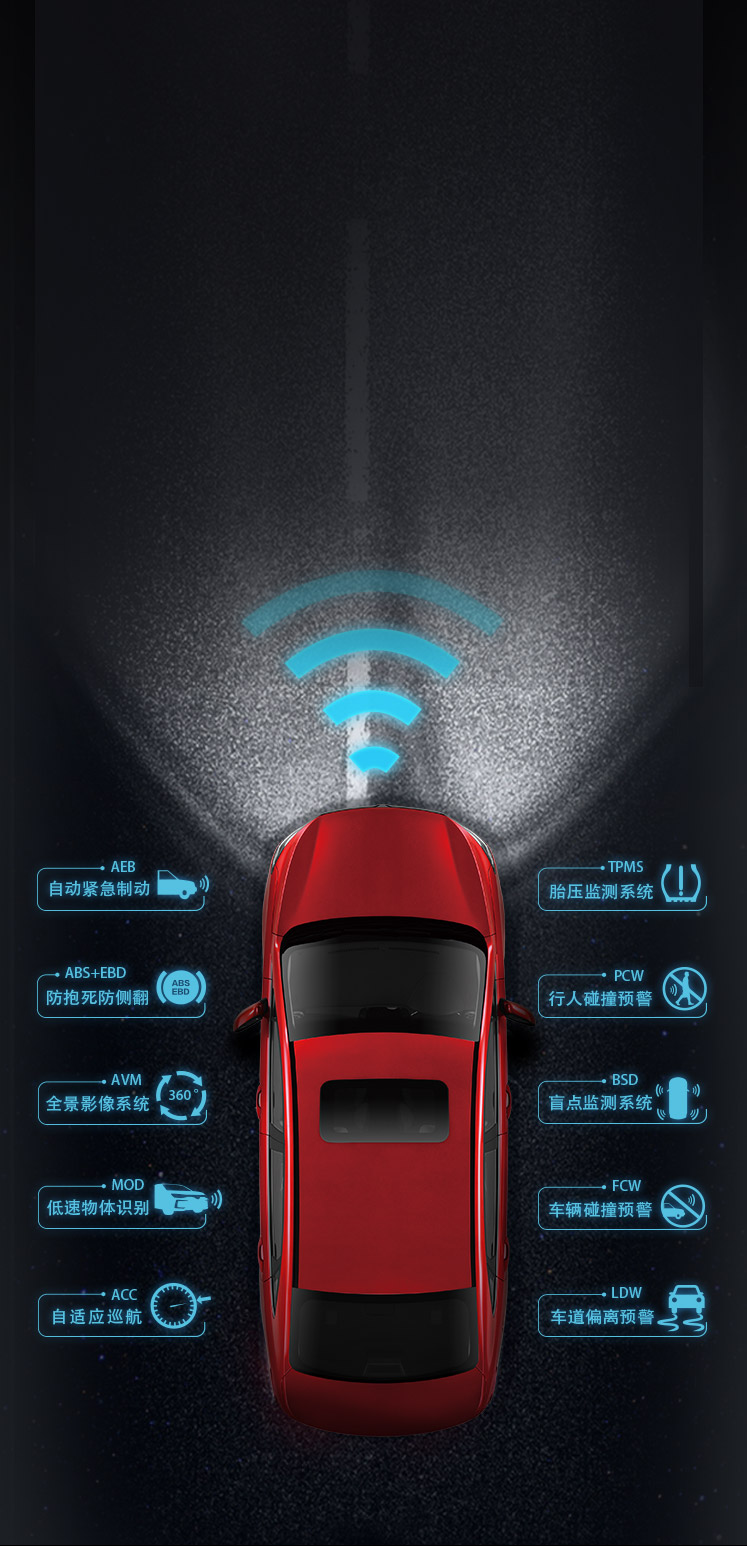 AEB
自动紧急制动
ABS+EBD
防抱死防侧翻
ABS
EBD
AVM
全景影像系统
360°
MOD
低速物体识别
ACC
自适应巡航
TPMS
胎压监测系统
PCW
行人碰撞预警
BSD
盲点监测系统
FCW
车辆碰撞预警
LDW
车道偏离预警